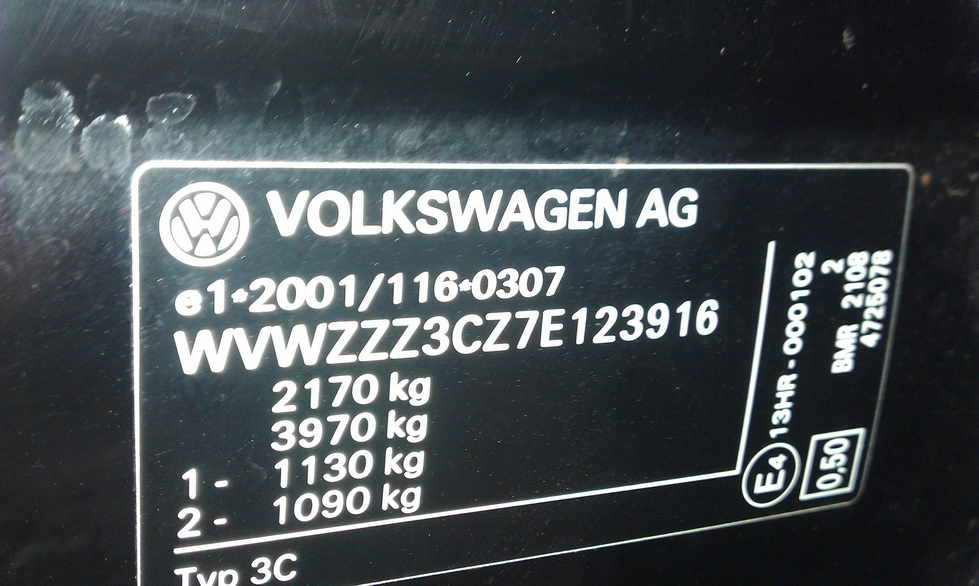 VOLKSWAGEN AG
e1*2001/116*0307
WVWZZZ3CZ7E123916
2170 kg
3970 kg
1 - 1130 kg
2 - 1090 kg
Typ 3C
E4 13HR - 000102
2
BMR 2108
4725078
0,50